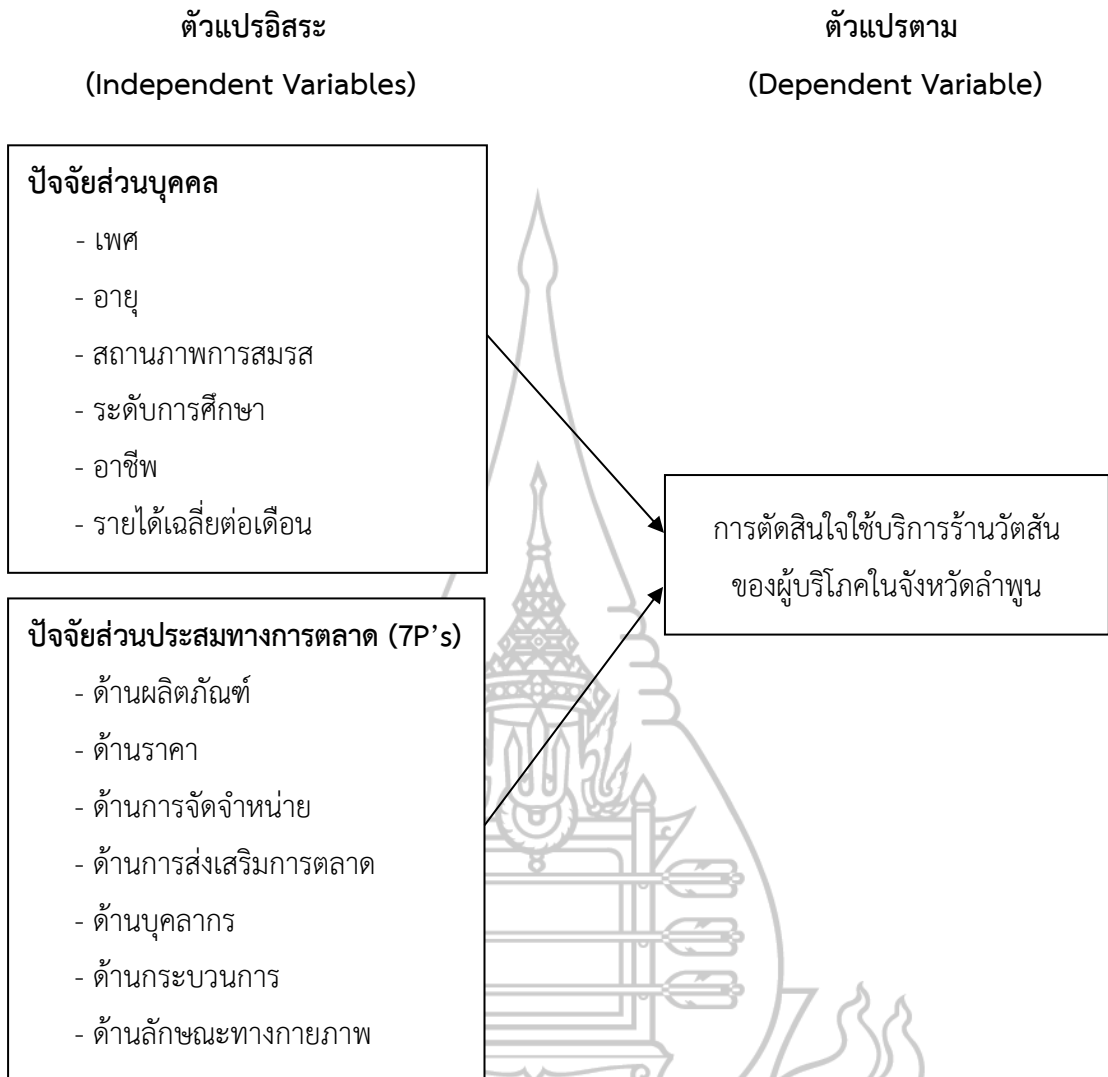 ตัวแปรอิสระ
(Independent Variables)
ตัวแปรตาม
(Dependent Variable)
ปัจจัยส่วนบุคคล
- เพศ
- อายุ
- สถานภาพการสมรส
- ระดับการศึกษา
- อาชีพ
- รายได้เฉลี่ยต่อเดือน
ปัจจัยส่วนประสมทางการตลาด (7P’s)
- ด้านผลิตภัณฑ์
- ด้านราคา
- ด้านการจัดจำหน่าย
- ด้านการส่งเสริมการตลาด
- ด้านบุคลากร
- ด้านกระบวนการ
- ด้านลักษณะทางกายภาพ
การตัดสินใจใช้บริการร้านวัตสัน
ของผู้บริโภคในจังหวัดลำพูน